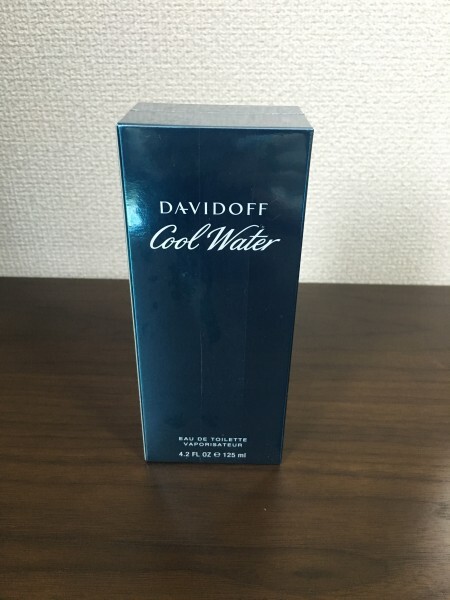 DAVIDOFF
Cool Water
EAU DE TOILETTE
VAPORISATEUR
4.2 FL OZ ℮ 125 ml